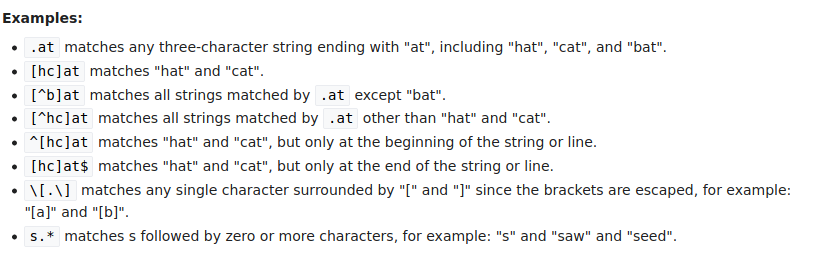 Examples:
• .at matches any three-character string ending with "at", including "hat", "cat", and "bat".
• [hc]at matches "hat" and "cat".
• [^b]at matches all strings matched by .at except "bat".
• [^hc]at matches all strings matched by .at other than "hat" and "cat".
• ^[hc]at matches "hat" and "cat", but only at the beginning of the string or line.
• [hc]at$ matches "hat" and "cat", but only at the end of the string or line.
• \[.\] matches any single character surrounded by "[" and "]" since the brackets are escaped, for example:
"[a]" and "[b]".
• s.* matches s followed by zero or more characters, for example: "s" and "saw" and "seed".